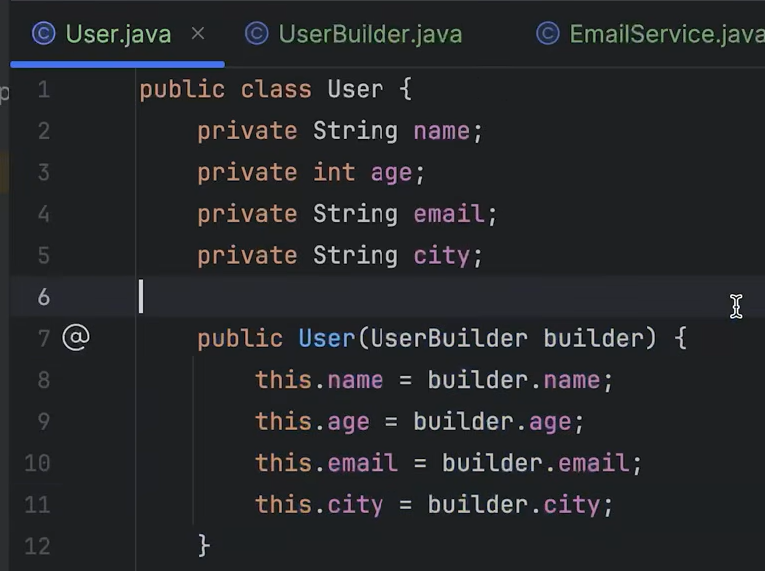 User.java × UserBuilder.java EmailService.java
1 public class User {
2 private String name;
3 private int age;
4 private String email;
5 private String city;
6
7 @ public User(UserBuilder builder) {
8 this.name = builder.name;
9 this.age = builder.age;
10 this.email = builder.email;
11 this.city = builder.city;
12 }